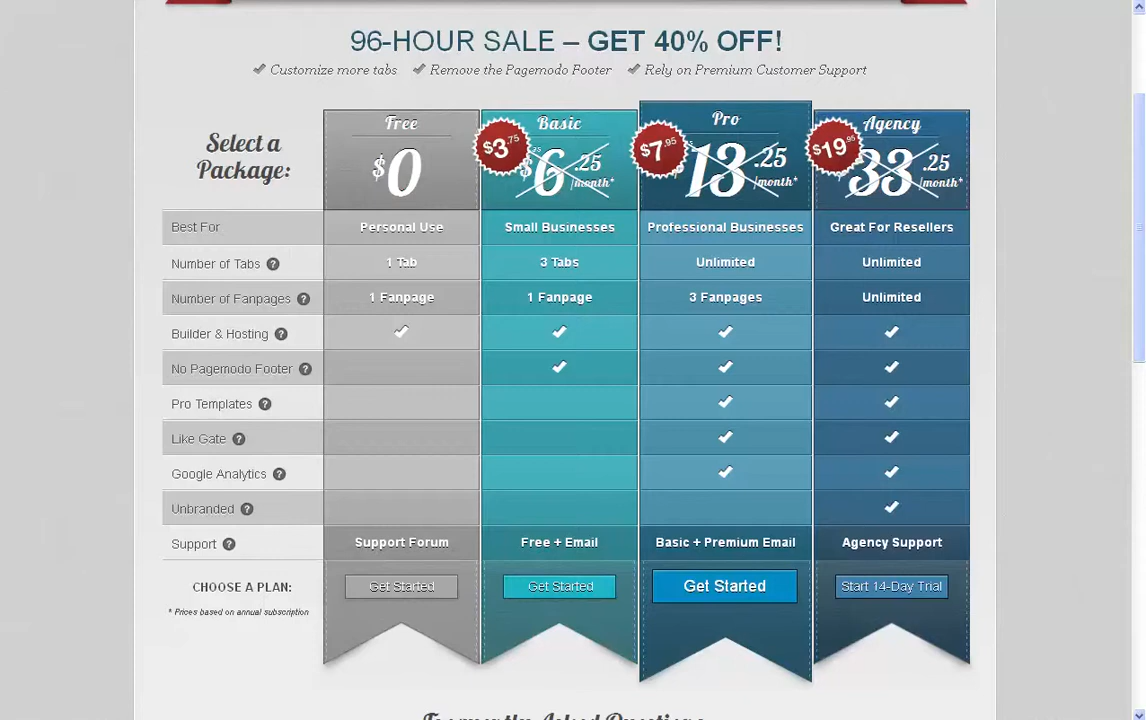 96-HOUR SALE – GET 40% OFF!
Customize more tabs Remove the Pagemodo Footer Rely on Premium Customer Support
Select a
Package:
Free
$0
Basic
$3.75
$6.25
/month*
Pro
$7.95
$13.25
/month*
Agency
$19.95
$33.25
/month*
Best For Personal Use Small Businesses Professional Businesses Great For Resellers
Number of Tabs ? 1 Tab 3 Tabs Unlimited Unlimited
Number of Fanpages ? 1 Fanpage 1 Fanpage 3 Fanpages Unlimited
Builder & Hosting ?
No Pagemodo Footer ?
Pro Templates ?
Like Gate ?
Google Analytics ?
Unbranded ?
Support ? Support Forum Free + Email Basic + Premium Email Agency Support
CHOOSE A PLAN: Get Started Get Started Get Started Start 14-Day Trial
* Prices based on annual subscription
Frequently Asked Questions